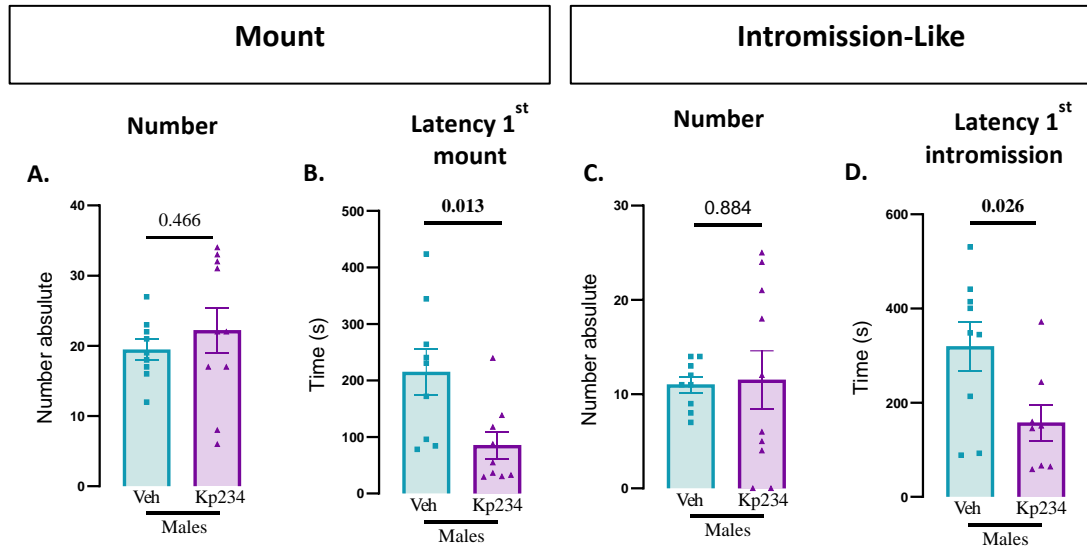 Mount
Intromission-Like
Number
Latency 1st
mount
Number
Latency 1st
intromission
A.
B.
C.
D.
40
30
20
10
0
Number absulute
0.466
Veh
Kp234
Males
500
400
300
200
100
0
Time (s)
0.013
Veh
Kp234
Males
30
20
10
0
Number absulute
0.884
Veh
Kp234
Males
600
400
200
0
Time (s)
0.026
Veh
Kp234
Males